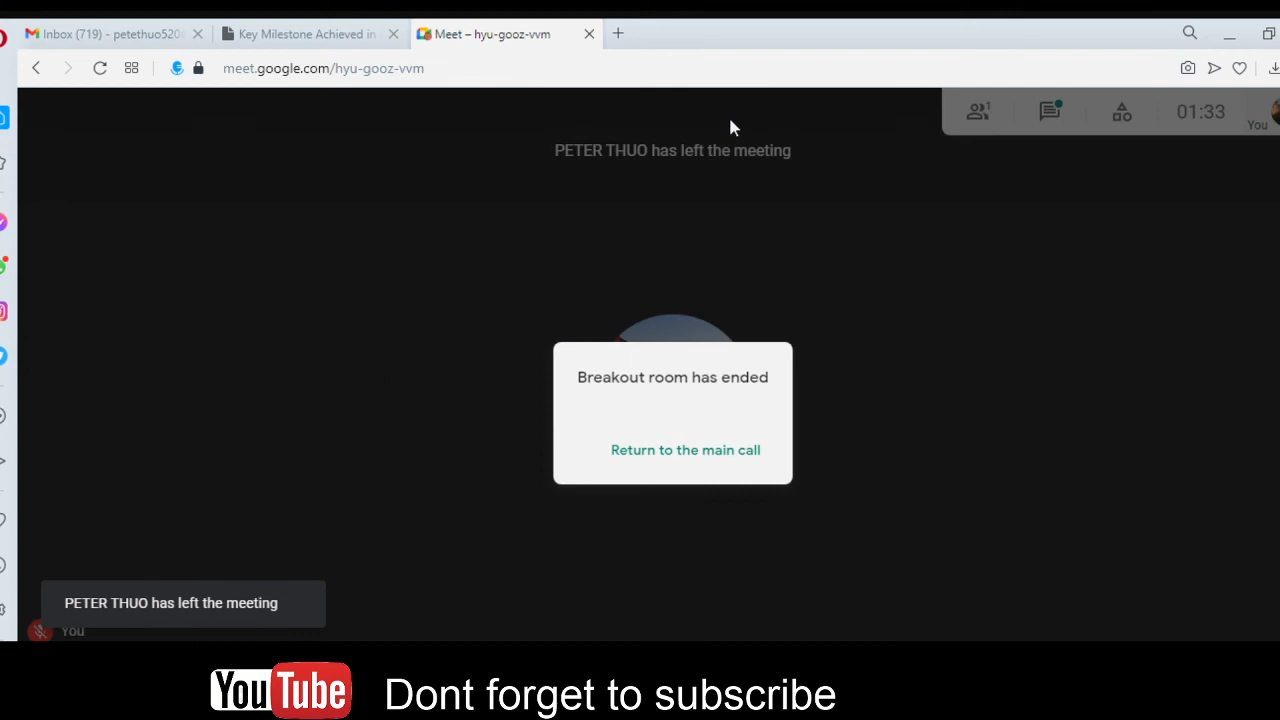 Inbox (719) - petethuo520
Key Milestone Achieved in
Meet – hyu-gooz-vvm
meet.google.com/hyu-gooz-vvm
1
01:33
You
PETER THUO has left the meeting
Breakout room has ended
Return to the main call
PETER THUO has left the meeting
You
YouTube Dont forget to subscribe